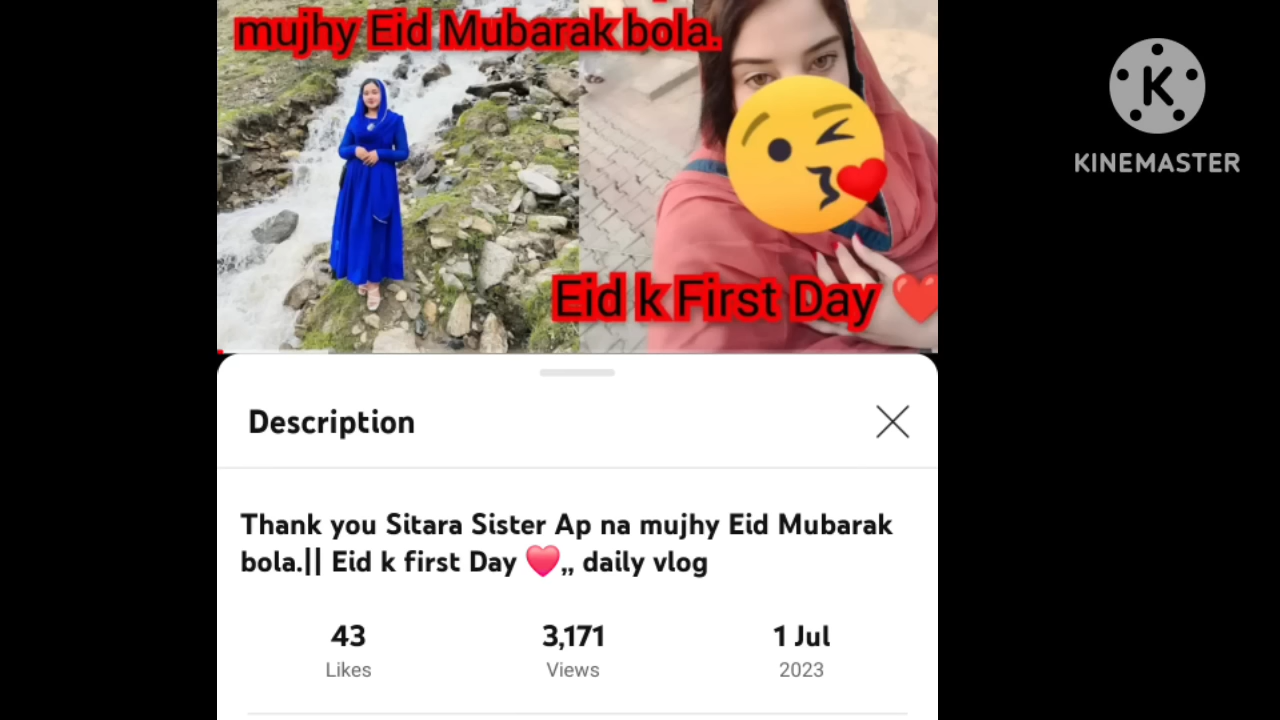 mujhy Eid Mubarak bola.
K
KINEMASTER
Eid k First Day
Description
Thank you Sitara Sister Ap na mujhy Eid Mubarak
bola.|| Eid k first Day ❤️,, daily vlog
43 3,171 1 Jul
Likes Views 2023